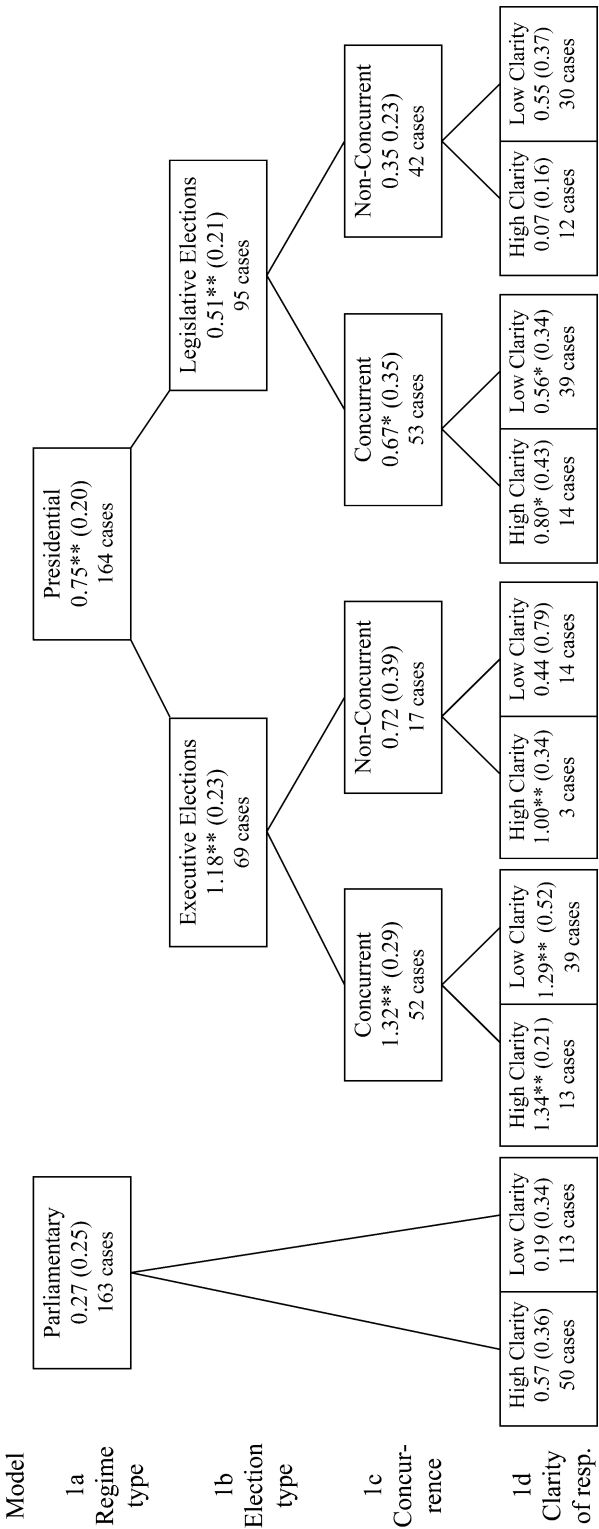 Model
1a
Regime
type
Parliamentary
0.27 (0.25)
163 cases
Presidential
0.75** (0.20)
164 cases
1b
Election
type
Executive Elections
1.18** (0.23)
69 cases
Legislative Elections
0.51** (0.21)
95 cases
1c
Concur-
rence
Concurrent
1.32** (0.29)
52 cases
Non-Concurrent
0.72 (0.39)
17 cases
Concurrent
0.67* (0.35)
53 cases
Non-Concurrent
0.35 0.23)
42 cases
1d
Clarity
of resp.
High Clarity
0.57 (0.36)
50 cases
Low Clarity
0.19 (0.34)
113 cases
High Clarity
1.34** (0.21)
13 cases
Low Clarity
1.29** (0.52)
39 cases
High Clarity
1.00** (0.34)
3 cases
Low Clarity
0.44 (0.79)
14 cases
High Clarity
0.80* (0.43)
14 cases
Low Clarity
0.56* (0.34)
39 cases
High Clarity
0.07 (0.16)
12 cases
Low Clarity
0.55 (0.37)
30 cases